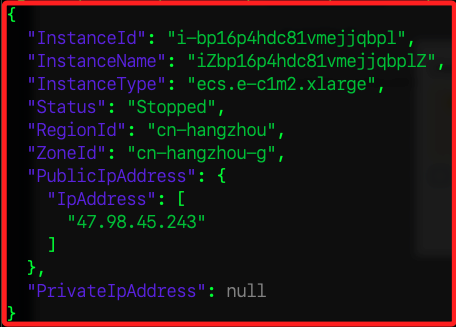 {
  "InstanceId": "i-bp16p4hdc81vmejjqbpl",
  "InstanceName": "iZbp16p4hdc81vmejjqbplZ",
  "InstanceType": "ecs.e-c1m2.xlarge",
  "Status": "Stopped",
  "RegionId": "cn-hangzhou",
  "ZoneId": "cn-hangzhou-g",
  "PublicIpAddress": {
    "IpAddress": [
      "47.98.45.243"
    ]
  },
  "PrivateIpAddress": null
}